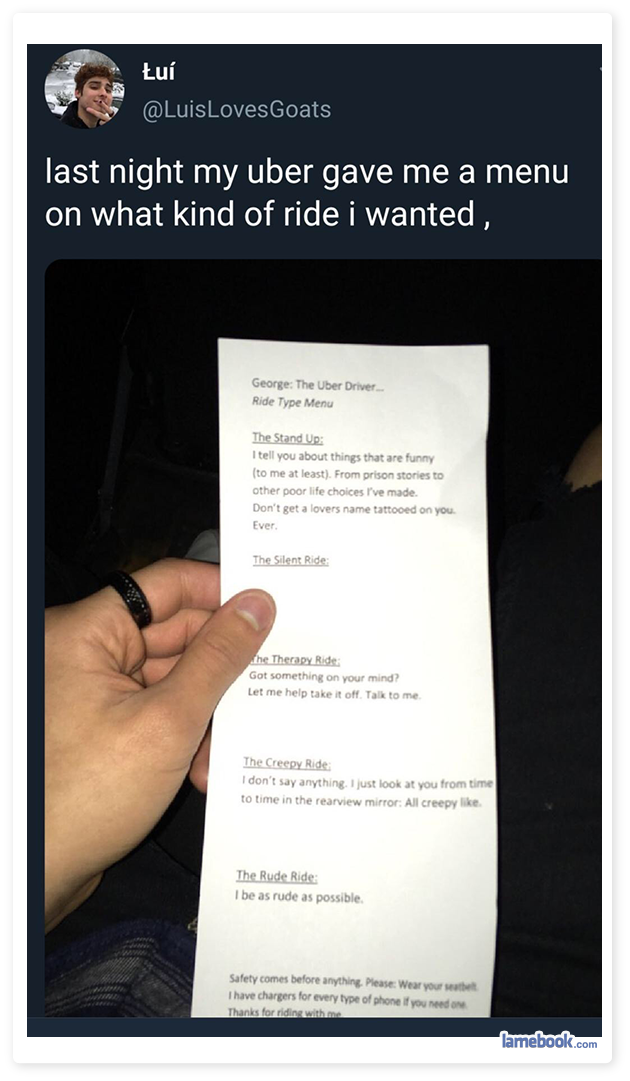 Łuí
@LuisLovesGoats
last night my uber gave me a menu
on what kind of ride i wanted ,
George: The Uber Driver...
Ride Type Menu
The Stand Up:
I tell you about things that are funny
(to me at least). From prison stories to
other poor life choices I've made.
Don't get a lovers name tattooed on you.
Ever.
The Silent Ride:
The Therapy Ride:
Got something on your mind?
Let me help take it off. Talk to me.
The Creepy Ride:
I don't say anything. I just look at you from time
to time in the rearview mirror: All creepy like.
The Rude Ride:
I be as rude as possible.
Safety comes before anything. Please: Wear your seatbelt.
I have chargers for every type of phone if you need one.
Thanks for riding with me.
lamebook.com